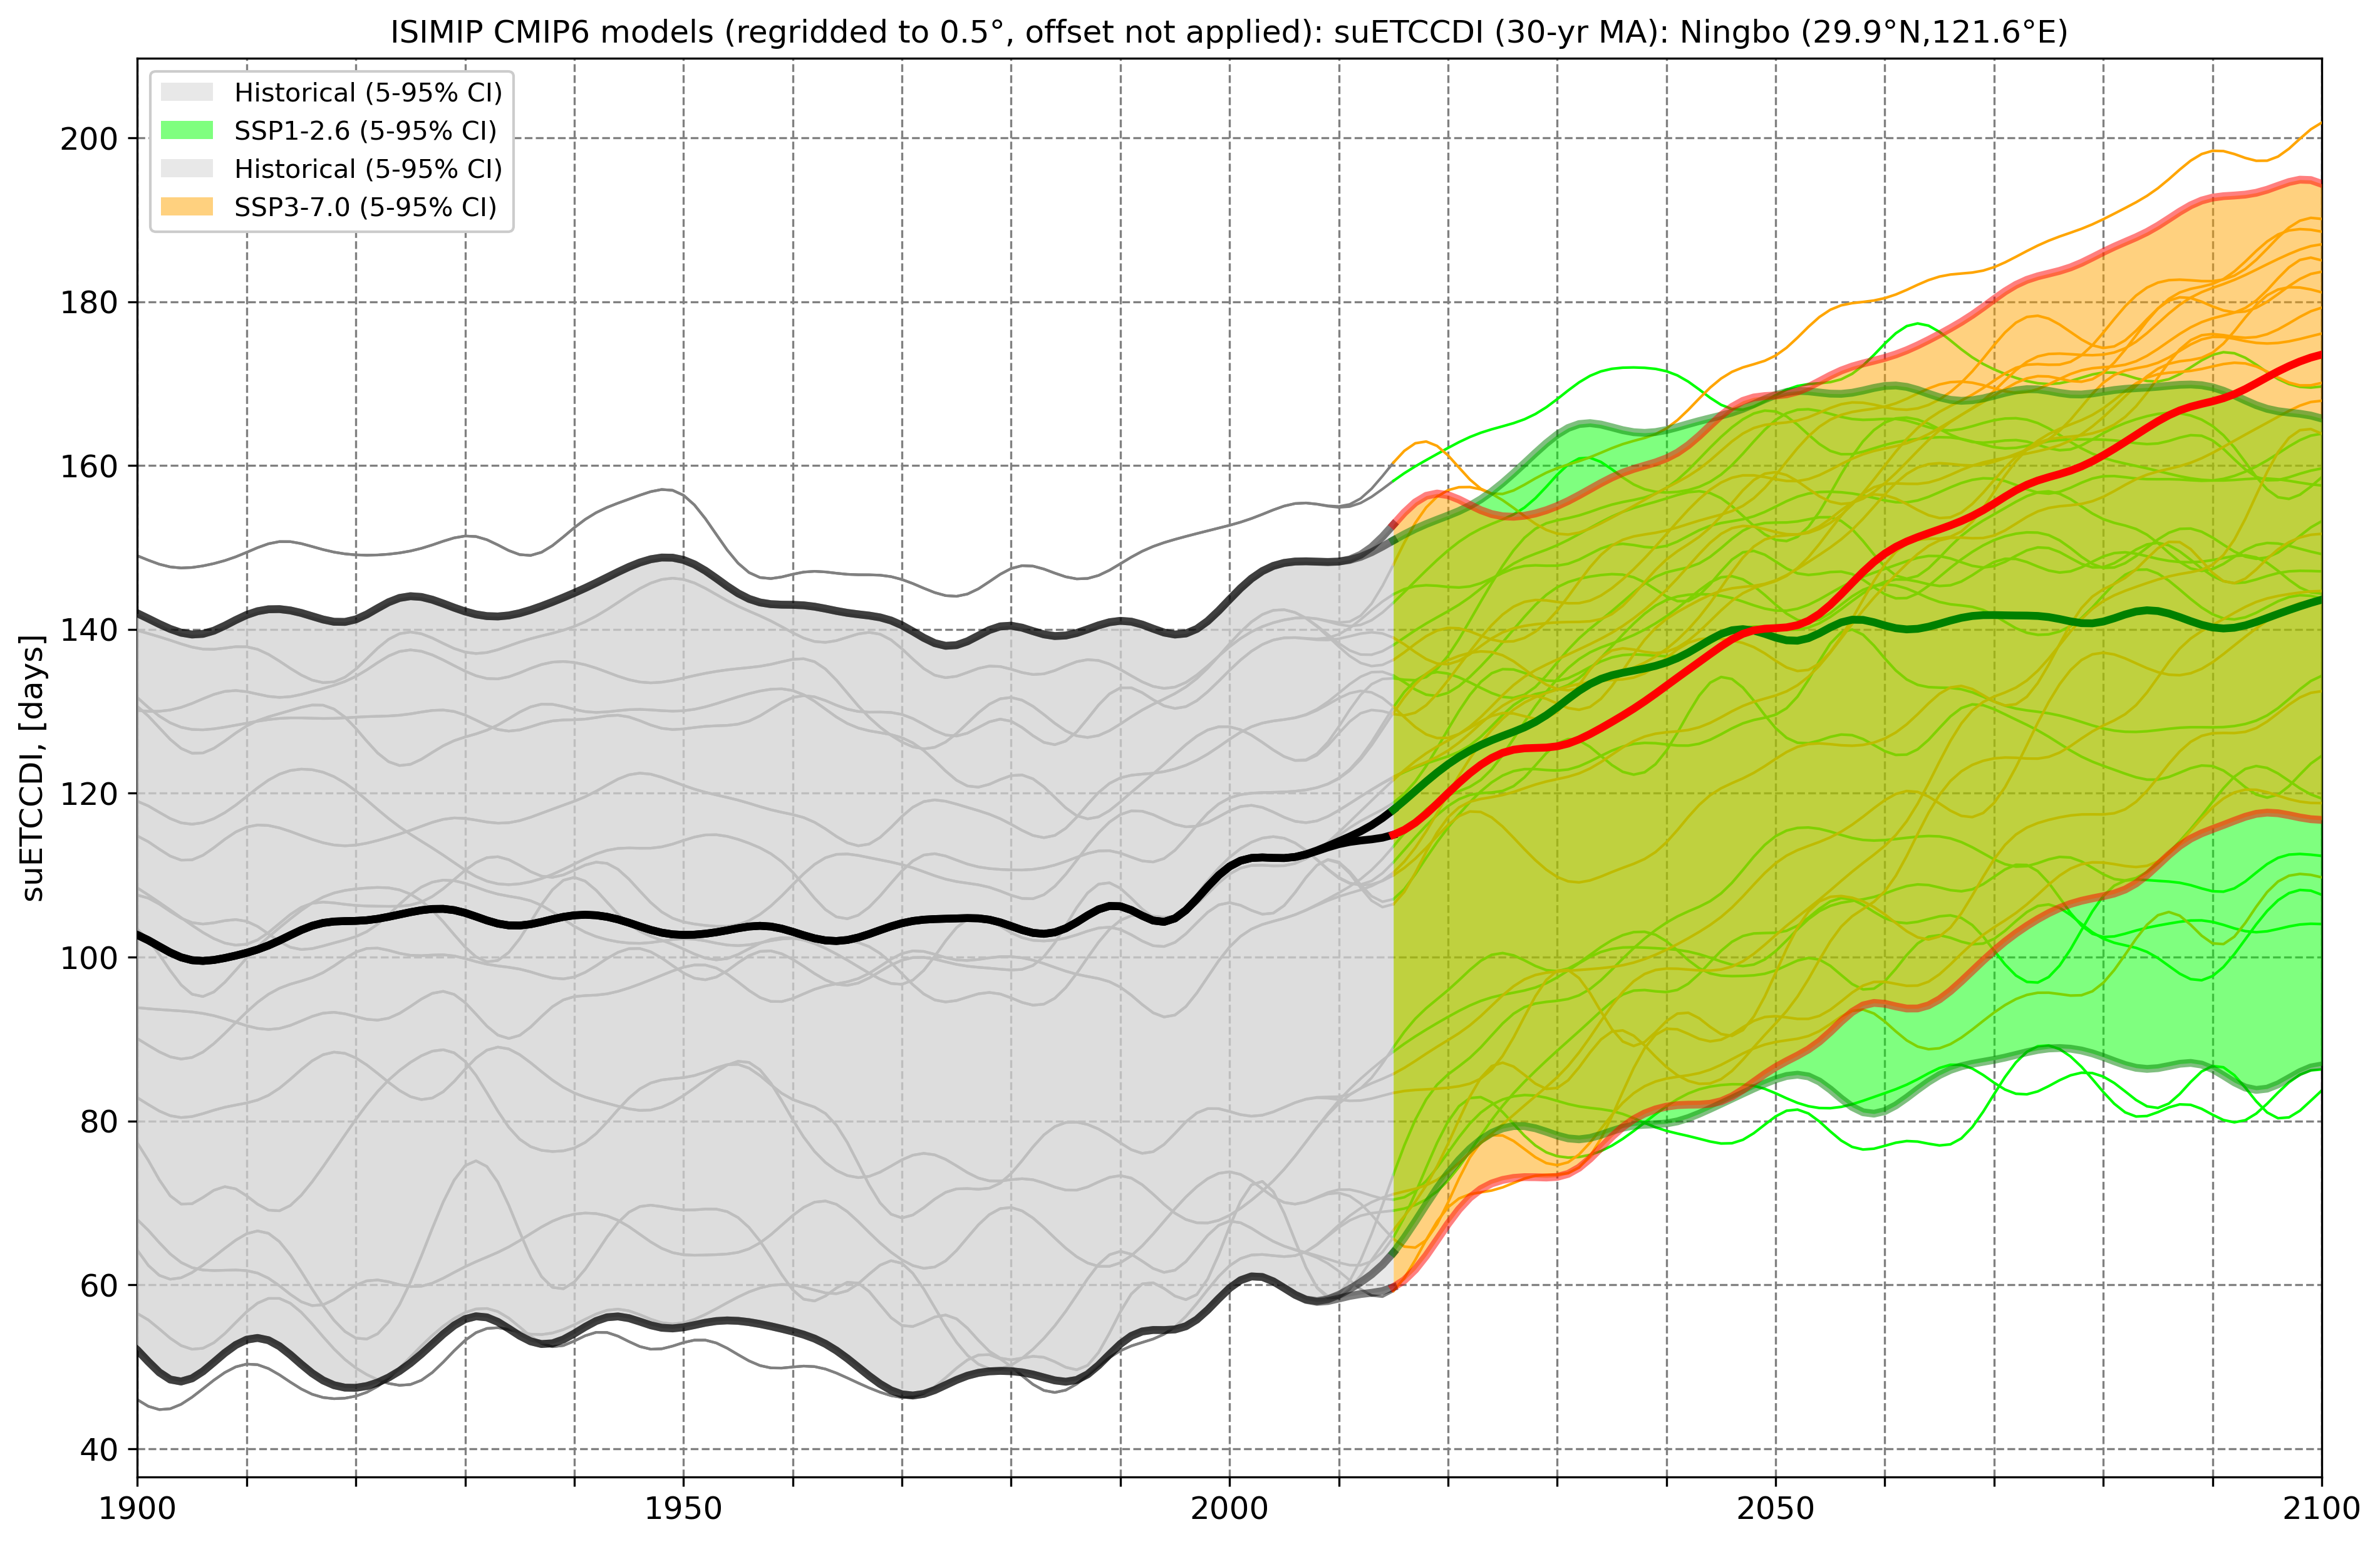 ISIMIP CMIP6 models (regridded to 0.5°, offset not applied): suETCCDI (30-yr MA): Ningbo (29.9°N,121.6°E)
Historical (5-95% CI)
SSP1-2.6 (5-95% CI)
Historical (5-95% CI)
SSP3-7.0 (5-95% CI)
suETCCDI, [days]
200
180
160
140
120
100
80
60
40
1900
1950
2000
2050
2100